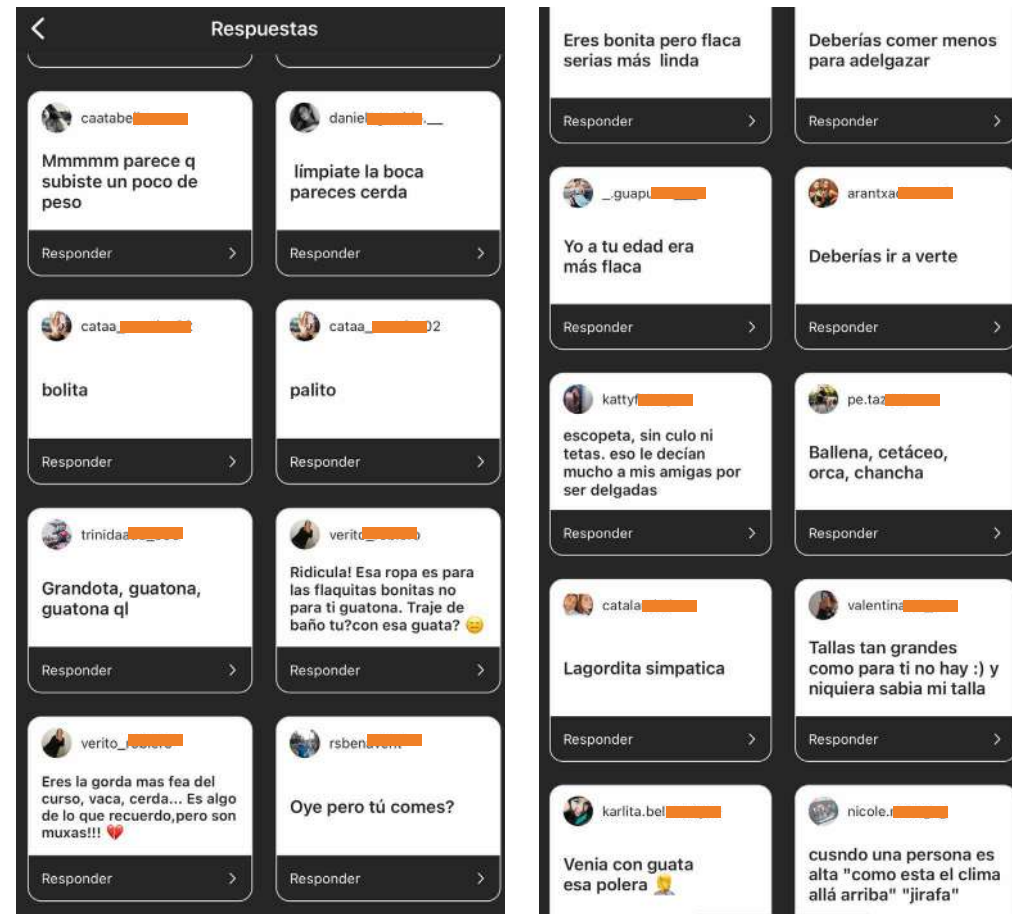 Respuestas
caatabe
Mmmmm parece q
subiste un poco de
peso
Responder
daniel
límpiate la boca
pareces cerda
Responder
cataa_
bolita
Responder
cataa_ 02
palito
Responder
trinidaa
Grandota, guatona,
guatona ql
Responder
verito_
Ridicula! Esa ropa es para
las flaquitas bonitas no
para ti guatona. Traje de
baño tu?con esa guata? 😑
Responder
verito_
Eres la gorda mas fea del
curso, vaca, cerda... Es algo
de lo que recuerdo,pero son
muxas!!! 💔
Responder
rsben
Oye pero tú comes?
Responder
Eres bonita pero flaca
serias más linda
Responder
Deberías comer menos
para adelgazar
Responder
_.guapu
Yo a tu edad era
más flaca
Responder
arantxa
Deberías ir a verte
Responder
kattyf
escopeta, sin culo ni
tetas. eso le decían
mucho a mis amigas por
ser delgadas
Responder
pe.taz
Ballena, cetáceo,
orca, chancha
Responder
catala
Lagordita simpatica
Responder
valentina
Tallas tan grandes
como para ti no hay :) y
niquiera sabia mi talla
Responder
karlita.bel
Venia con guata
esa polera 🤦
nicole.r
cusndo una persona es
alta "como esta el clima
allá arriba" "jirafa"